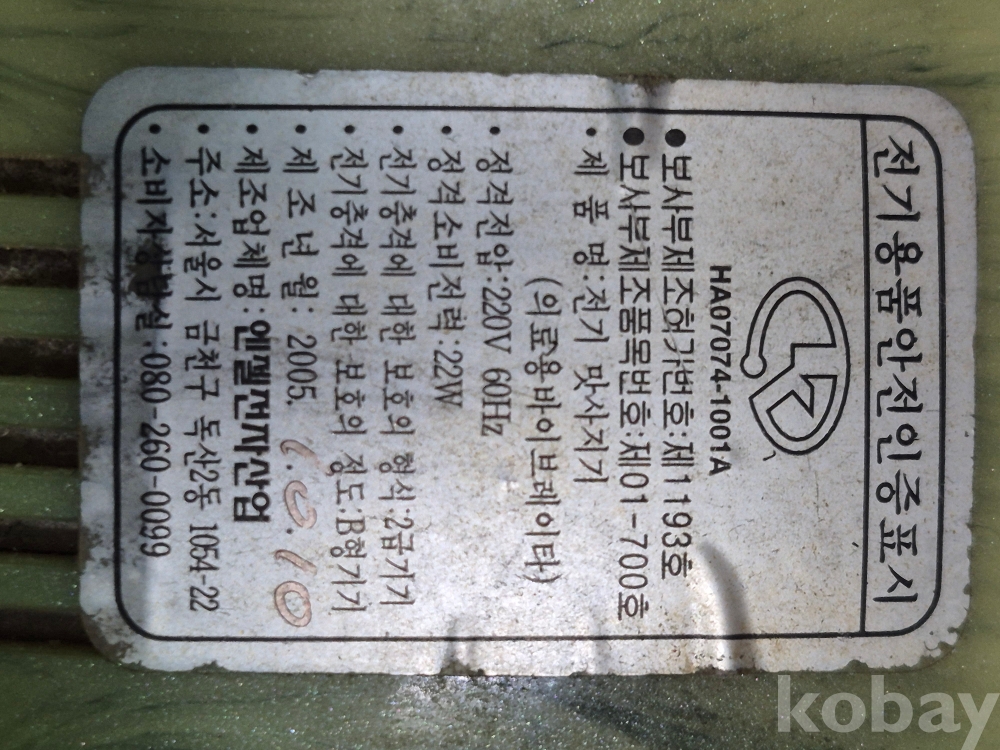 전기용품안전인증표시
HA07074-1001A
● 보사부제조허가번호:제1193호
● 보사부제조품목번호:제01-700호
• 제 품 명:전기 맛사지기
(의료용바이브레이타)
• 정격전압:220V 60Hz
• 정격소비전력:22W
• 전기충격에 대한 보호의 형식:2급기기
• 전기충격에 대한 보호의 정도:B형기기
• 제 조 년 월: 2005. 10. 10
• 제조업체명:엔젤전자산업
• 주소:서울시 금천구 독산2동 1054-22
• 소비자상담실:080-260-0099
kobay